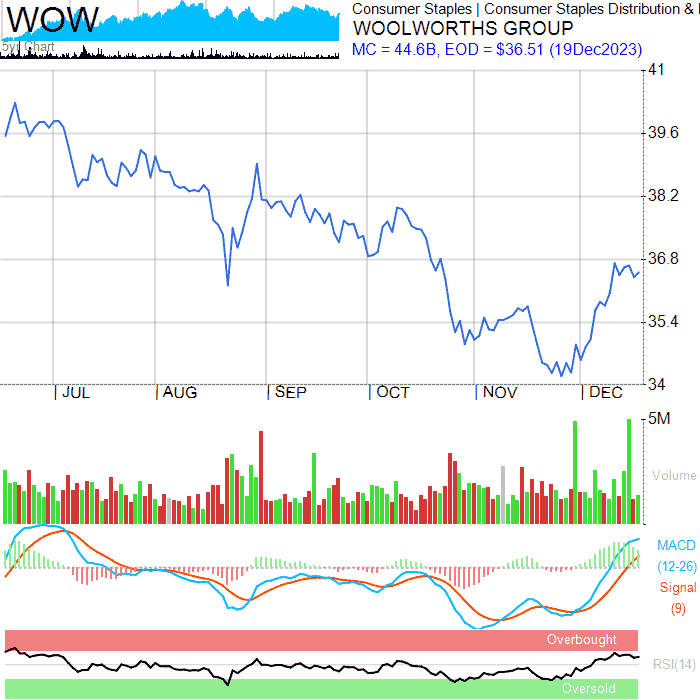 WOW
5yr Chart
Consumer Staples | Consumer Staples Distribution &
WOOLWORTHS GROUP
MC = 44.6B, EOD = $36.51 (19Dec2023)
41
39.6
38.2
36.8
35.4
34
JUL AUG SEP OCT NOV DEC
5M
Volume
MACD
(12-26)
Signal
(9)
Overbought
RSI(14)
Oversold